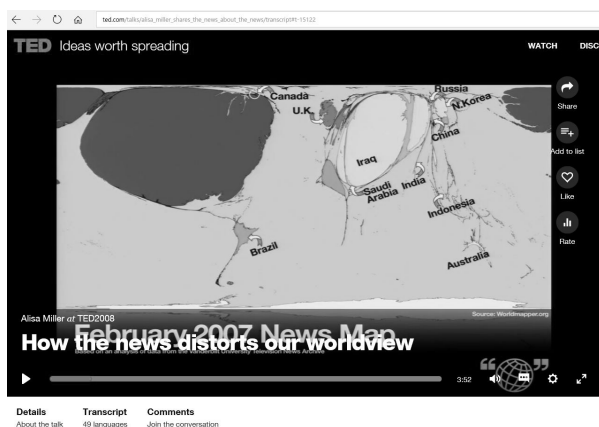 ted.com/talks/alisa_miller_shares_the_news_about_the_news/transcript#t-15122
TED Ideas worth spreading
WATCH DISC
Canada
Russia
U.K.
N.Korea
Share
China
Iraq
Add to list
Saudi Arabia
India
Indonesia
Like
Brazil
Australia
Rate
Alisa Miller at TED2008
Source: Worldmapper.org
February 2007 News Map
How the news distorts our worldview
Based on an analysis of data from the Vanderbilt University Television News Archive
3:52
Details Transcript Comments
About the talk 49 languages Join the conversation